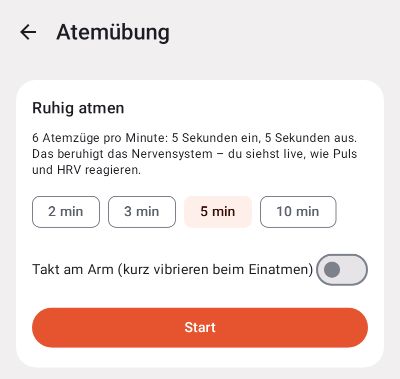 Atemübung
Ruhig atmen
6 Atemzüge pro Minute: 5 Sekunden ein, 5 Sekunden aus.
Das beruhigt das Nervensystem – du siehst live, wie Puls
und HRV reagieren.
2 min 3 min 5 min 10 min
Takt am Arm (kurz vibrieren beim Einatmen)
Start